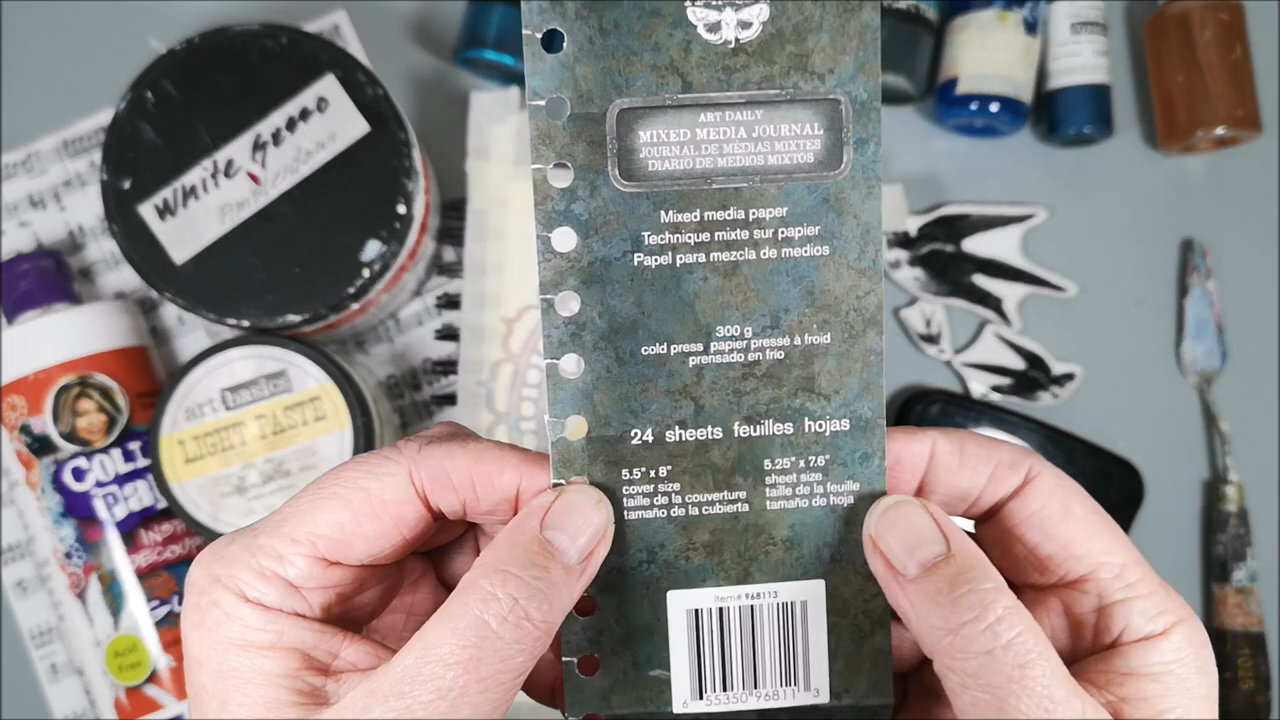 ART DAILY
MIXED MEDIA JOURNAL
JOURNAL DE MÉDIAS MIXTES
DIARIO DE MEDIOS MIXTOS
Mixed media paper
Technique mixte sur papier
Papel para mezcla de medios
300 g
cold press papier pressé à froid
prensado en frío
24 sheets feuilles hojas
5.5" x 8"
cover size
taille de la couverture
tamaño de la cubierta
5.25" x 7.6"
sheet size
taille de la feuille
tamaño de hoja
item# 968113
6 55350 96811 3
White Gesso
art basics
LIGHT PASTE
Acid
Free